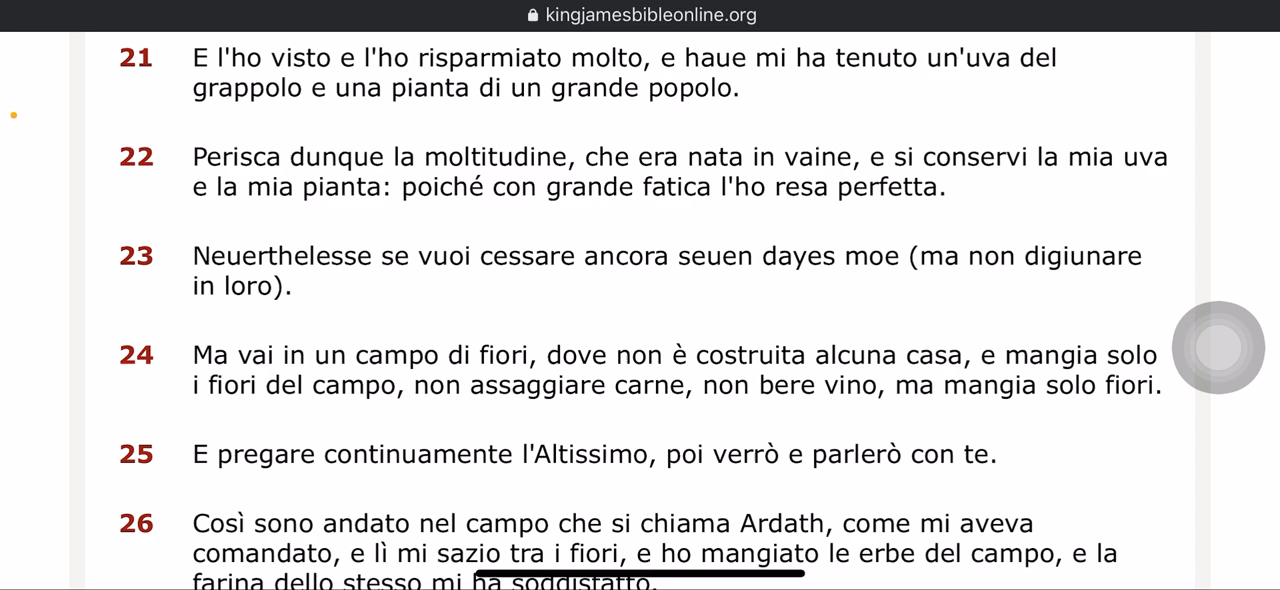 kingjamesbibleonline.org
21 E l'ho visto e l'ho risparmiato molto, e haue mi ha tenuto un'uva del
grappolo e una pianta di un grande popolo.
22 Perisca dunque la moltitudine, che era nata in vaine, e si conservi la mia uva
e la mia pianta: poiché con grande fatica l'ho resa perfetta.
23 Neuerthelesse se vuoi cessare ancora seuen dayes moe (ma non digiunare
in loro).
24 Ma vai in un campo di fiori, dove non è costruita alcuna casa, e mangia solo
i fiori del campo, non assaggiare carne, non bere vino, ma mangia solo fiori.
25 E pregare continuamente l'Altissimo, poi verrò e parlerò con te.
26 Così sono andato nel campo che si chiama Ardath, come mi aveva
comandato, e lì mi sazio tra i fiori, e ho mangiato le erbe del campo, e la
farina dello stesso mi ha soddisfatto.